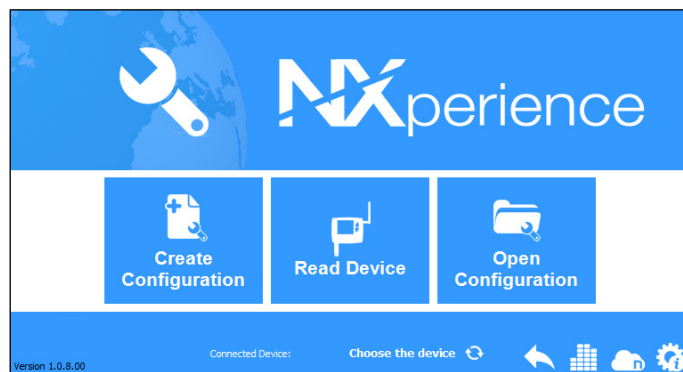 NXperience
Create
Configuration
Read Device
Open
Configuration
Connected Device:
Choose the device
n
i
Version 1.0.8.00